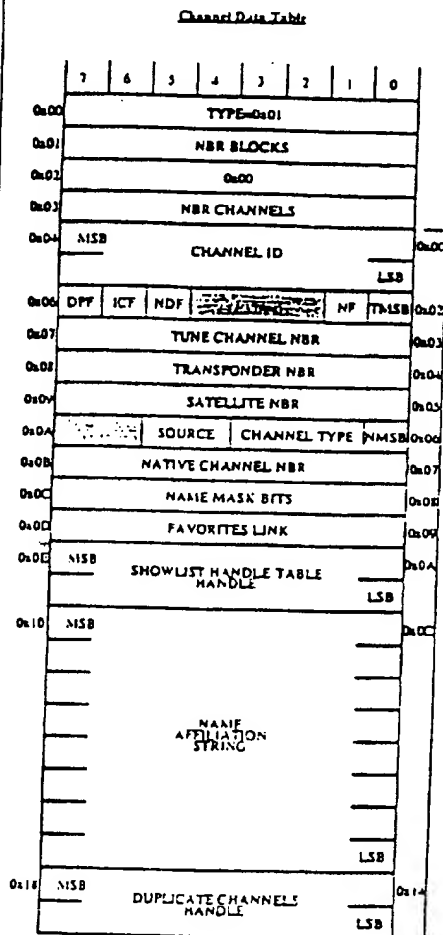 Channel Data Table
7 6 5 4 3 2 1 0
0x00 TYPE=0x01
0x01 NBR BLOCKS
0x02 0x00
0x03 NBR CHANNELS
0x04 MSB CHANNEL ID 0x00
LSB
0x06 DPF ICF NDF NF TMSB 0x02
0x07 TUNE CHANNEL NBR 0x03
0x08 TRANSPONDER NBR 0x04
0x09 SATELLITE NBR 0x05
0x0A SOURCE CHANNEL TYPE NMSB 0x06
0x0B NATIVE CHANNEL NBR 0x07
0x0C NAME MASK BITS 0x08
0x0D FAVORITES LINK 0x09
0x0E MSB SHOWLIST HANDLE TABLE 0x0A
HANDLE LSB
0x10 MSB 0x0C
NAME
AFFILIATION
STRING
LSB
0x18 MSB DUPLICATE CHANNELS 0x14
HANDLE LSB